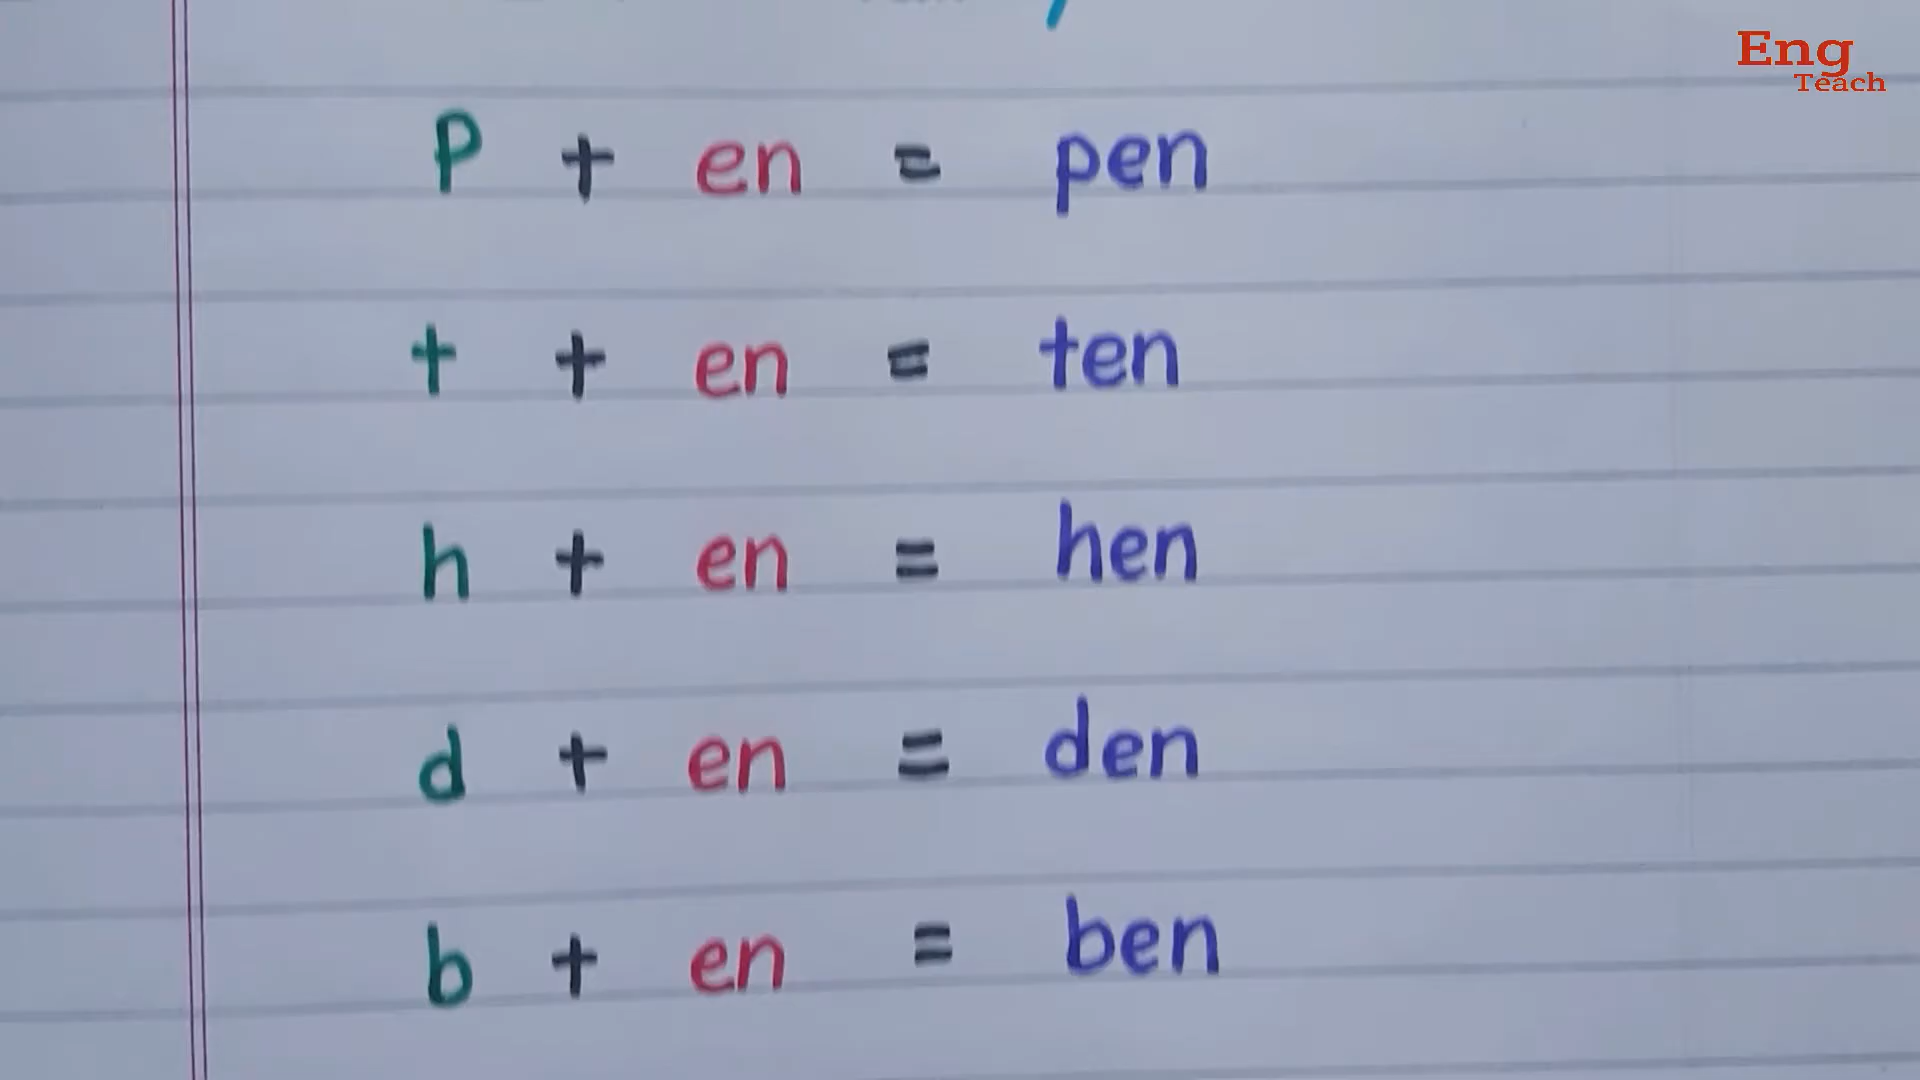 Eng
Teach
P + en = pen
t + en = ten
h + en = hen
d + en = den
b + en = ben